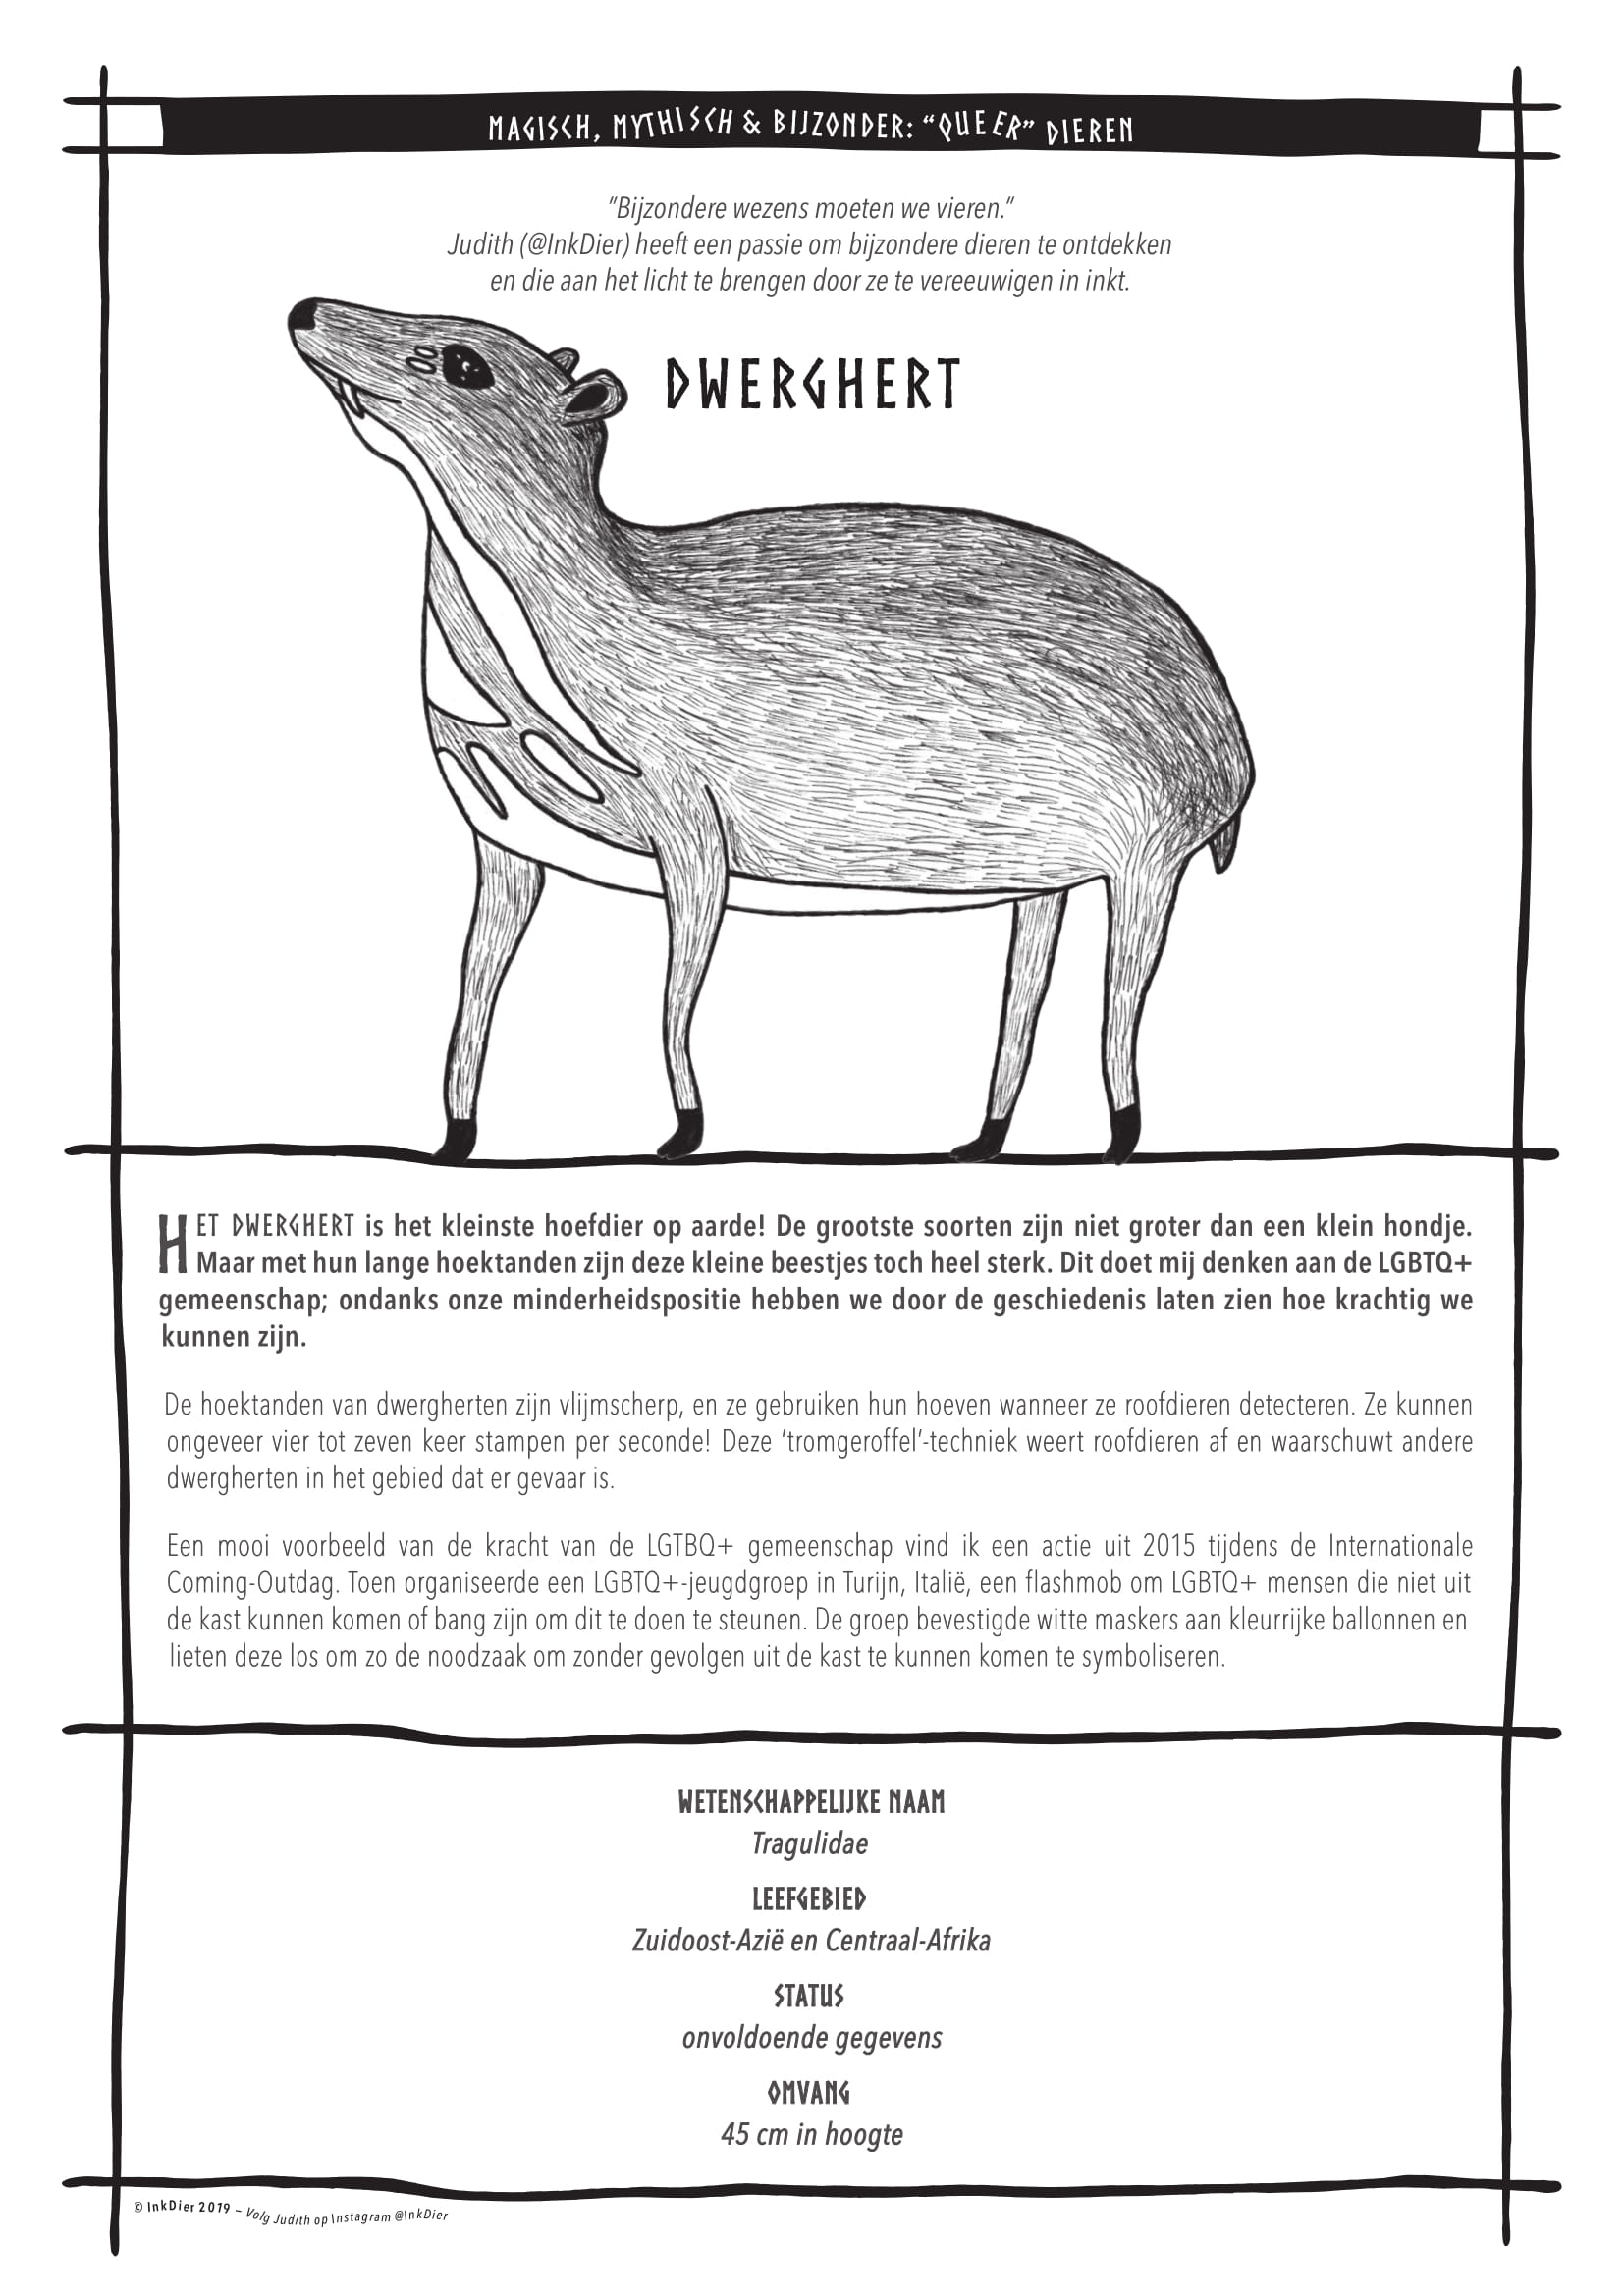 MAGISCH, MYTHISCH & BIJZONDER: “QUEER” DIEREN
“Bijzondere wezens moeten we vieren.”
Judith (@InkDier) heeft een passie om bijzondere dieren te ontdekken
en die aan het licht te brengen door ze te vereeuwigen in inkt.
DWERGHERT
HET DWERGHERT is het kleinste hoefdier op aarde! De grootste soorten zijn niet groter dan een klein hondje.
Maar met hun lange hoektanden zijn deze kleine beestjes toch heel sterk. Dit doet mij denken aan de LGBTQ+
gemeenschap; ondanks onze minderheidspositie hebben we door de geschiedenis laten zien hoe krachtig we
kunnen zijn.
De hoektanden van dwergherten zijn vlijmscherp, en ze gebruiken hun hoeven wanneer ze roofdieren detecteren. Ze kunnen
ongeveer vier tot zeven keer stampen per seconde! Deze ‘tromgeroffel’-techniek weert roofdieren af en waarschuwt andere
dwergherten in het gebied dat er gevaar is.
Een mooi voorbeeld van de kracht van de LGTBQ+ gemeenschap vind ik een actie uit 2015 tijdens de Internationale
Coming-Outdag. Toen organiseerde een LGBTQ+-jeugdgroep in Turijn, Italië, een flashmob om LGBTQ+ mensen die niet uit
de kast kunnen komen of bang zijn om dit te doen te steunen. De groep bevestigde witte maskers aan kleurrijke ballonnen en
lieten deze los om zo de noodzaak om zonder gevolgen uit de kast te kunnen komen te symboliseren.
WETENSCHAPPELIJKE NAAM
Tragulidae
LEEFGEBIED
Zuidoost-Azië en Centraal-Afrika
STATUS
onvoldoende gegevens
OMVANG
45 cm in hoogte
© InkDier 2019 – Volg Judith op Instagram @InkDier